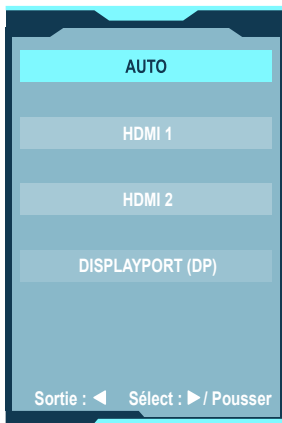 AUTO
HDMI 1
HDMI 2
DISPLAYPORT (DP)
Sortie : ◀ Sélect : ▶ / Pousser